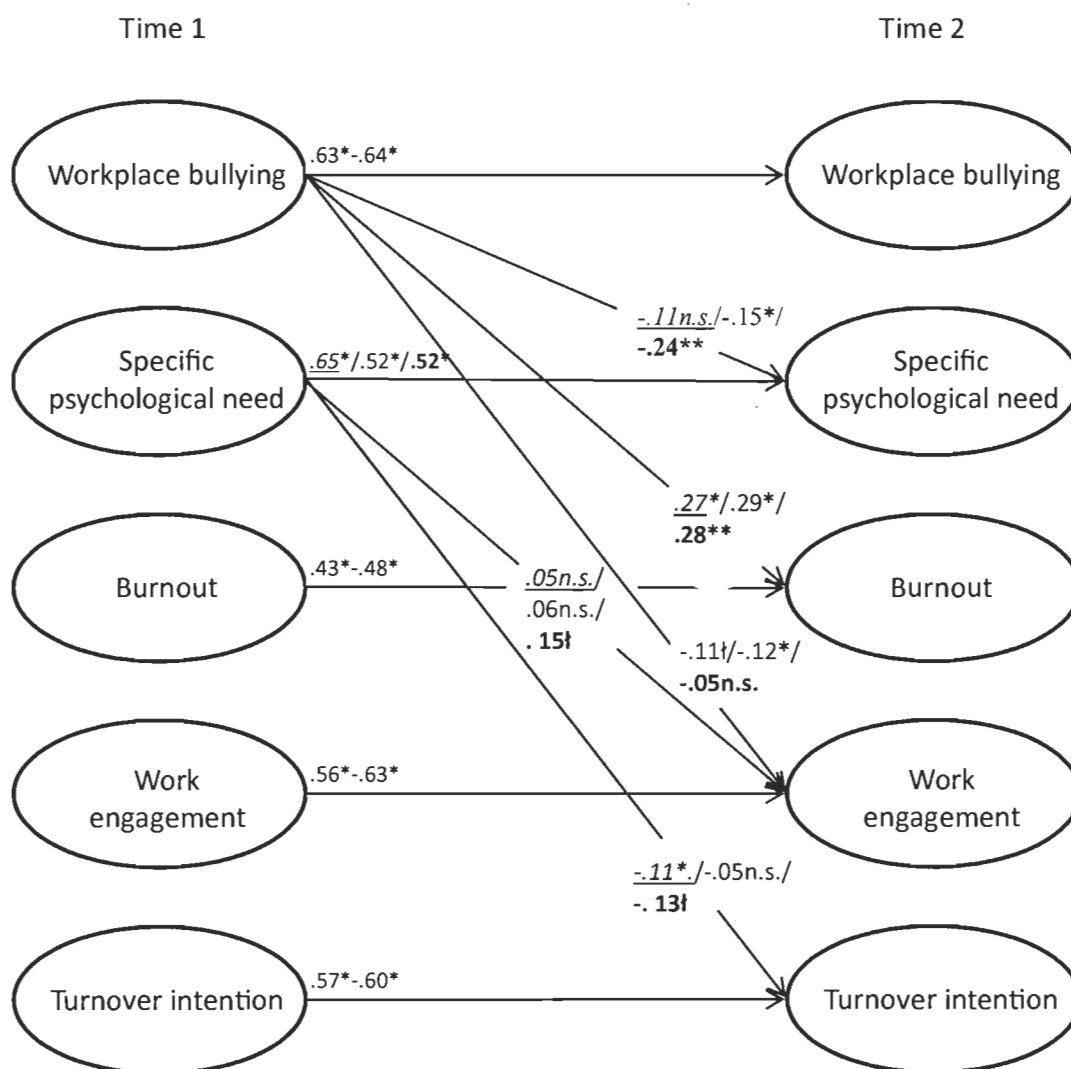 Time 1
Time 2
Workplace bullying
.63*-.64*
Workplace bullying
-.11n.s./-.15*/
-.24**
Specific
psychological need
.65*/.52*/.52*
Specific
psychological need
.27*/.29*/
.28**
Burnout
.43*-.48*
.05n.s./
.06n.s./
. 15ł
Burnout
-.11ł/-.12*/
-.05n.s.
Work
engagement
.56*-.63*
Work
engagement
-.11*./-.05n.s./
-. 13ł
Turnover intention
.57*-.60*
Turnover intention